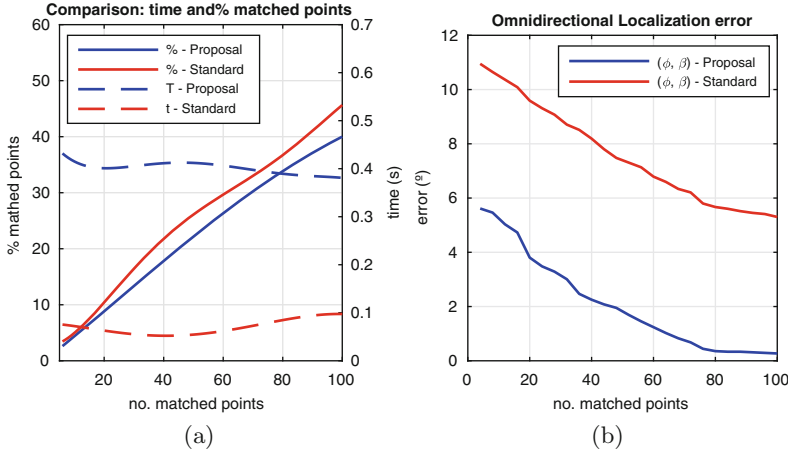 Comparison: time and% matched points
60
50
40
30
20
10
0
% mathed points
0.7
0.6
0.5
0.4
0.3
0.2
0.1
0
time (s)
% - Proposal
% - Standard
T - Proposal
t - Standard
20 40 60 80 100
no. matched points
(a)
Omnidirectional Localization error
12
10
8
6
4
2
0
error (º)
(ϕ, β) - Proposal
(ϕ, β) - Standard
0 20 40 60 80 100
no. matched points
(b)